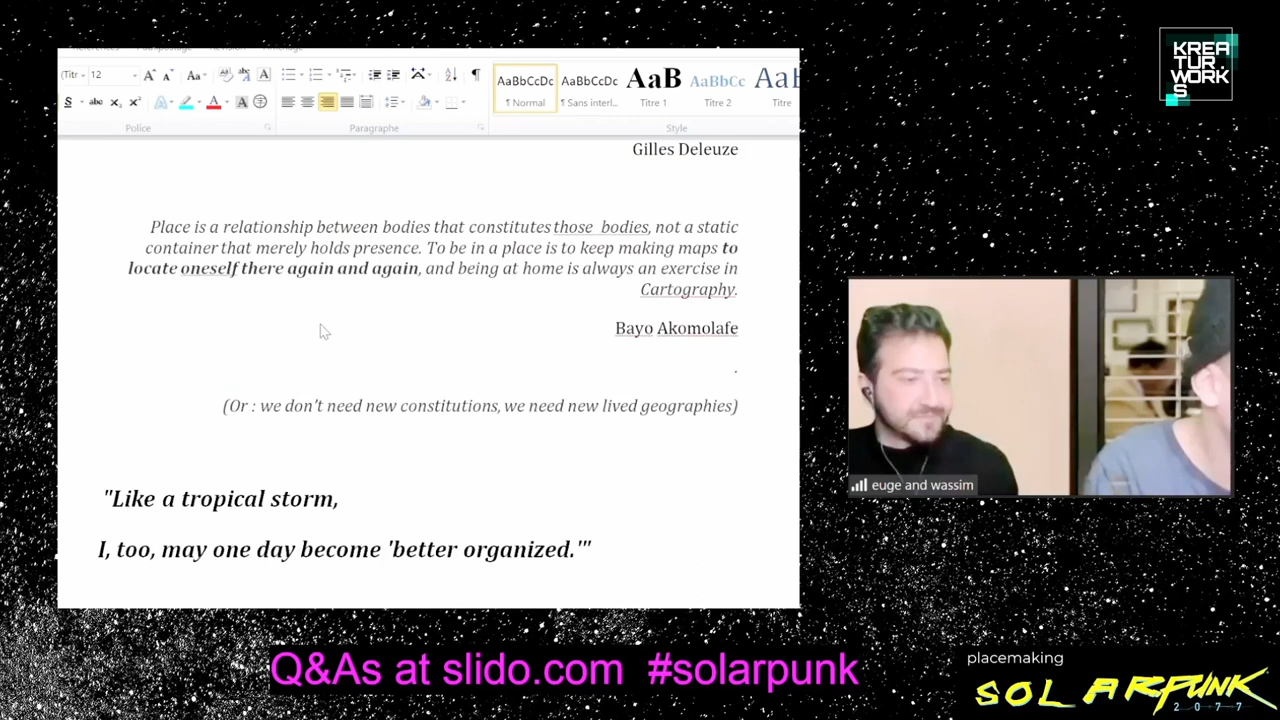 12
Aa
AaBbCcDc
AaBbCcDc
AaB
AaBbCc
AaB
¶ Normal
¶ Sans interl...
Titre 1
Titre 2
Titre
Police
Paragraphe
Style
Gilles Deleuze
Place is a relationship between bodies that constitutes those bodies, not a static
container that merely holds presence. To be in a place is to keep making maps to
locate oneself there again and again, and being at home is always an exercise in
Cartography.
Bayo Akomolafe
.
(Or : we don't need new constitutions, we need new lived geographies)
"Like a tropical storm,
I, too, may one day become 'better organized.'"
KREA
TUR.
WORK
S
euge and wassim
Q&As at slido.com #solarpunk
placemaking
SOLARPUNK
2077